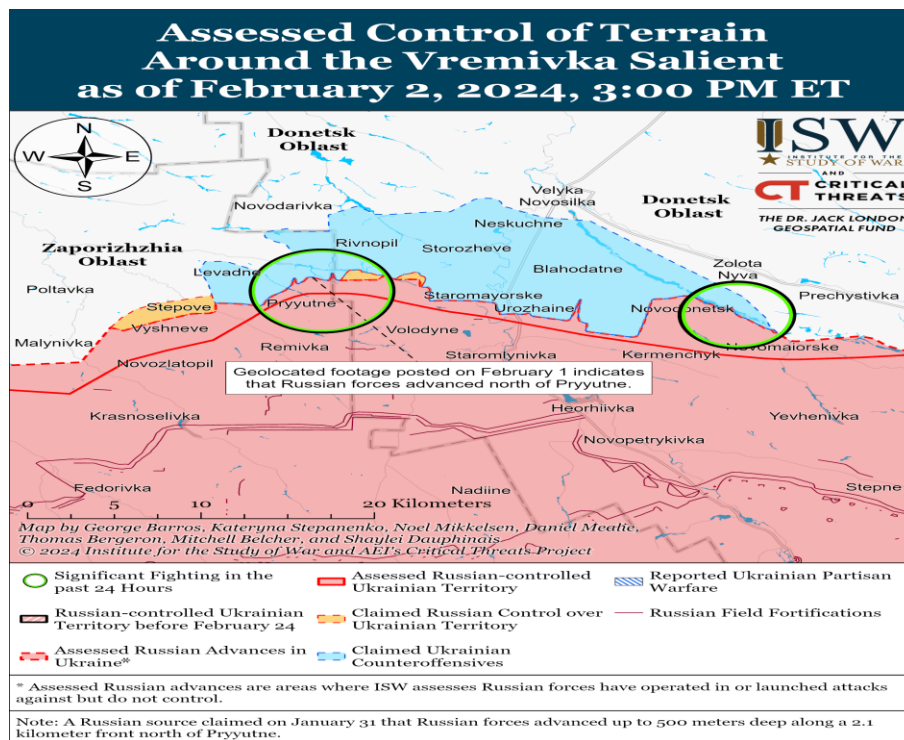 Assessed Control of Terrain
Around the Vremivka Salient
as of February 2, 2024, 3:00 PM ET
N
W
E
S
Donetsk
Oblast
ISW
INSTITUTE FOR THE
STUDY OF WAR
AND
CT CRITICAL
THREATS
THE DR. JACK LONDON
GEOSPATIAL FUND
Velyka
Novosilka
Donetsk
Oblast
Novodarivka
Neskuchne
Rivnopil
Storozheve
Zaporizhzhia
Oblast
Levadne
Blahodatne
Zolota
Nyva
Poltavka
Prechystivka
Stepove
Pryyutne
Staromayorske
Urozhaine
Novodonetsk
Vyshneve
Volodyne
Malynivka
Remivka
Novomaiorske
Novozlatopil
Staromlynivka
Kermenchyk
Geolocated footage posted on February 1 indicates
that Russian forces advanced north of Pryyutne.
Krasnoselivka
Heorhiivka
Yevhenivka
Novopetrykivka
Fedorivka
Nadiine
Stepne
0 5 10 20 Kilometers
Map by George Barros, Kateryna Stepanenko, Noel Mikkelsen, Daniel Mealie,
Thomas Bergeron, Mitchell Belcher, and Shaylei Dauphinais
© 2024 Institute for the Study of War and AEI's Critical Threats Project
Significant Fighting in the
past 24 Hours
Russian-controlled Ukrainian
Territory before February 24
Assessed Russian Advances in
Ukraine*
Assessed Russian-controlled
Ukrainian Territory
Claimed Russian Control over
Ukrainian Territory
Claimed Ukrainian
Counteroffensives
Reported Ukrainian Partisan
Warfare
Russian Field Fortifications
* Assessed Russian advances are areas where ISW assesses Russian forces have operated in or launched attacks
against but do not control.
Note: A Russian source claimed on January 31 that Russian forces advanced up to 500 meters deep along a 2.1
kilometer front north of Pryyutne.